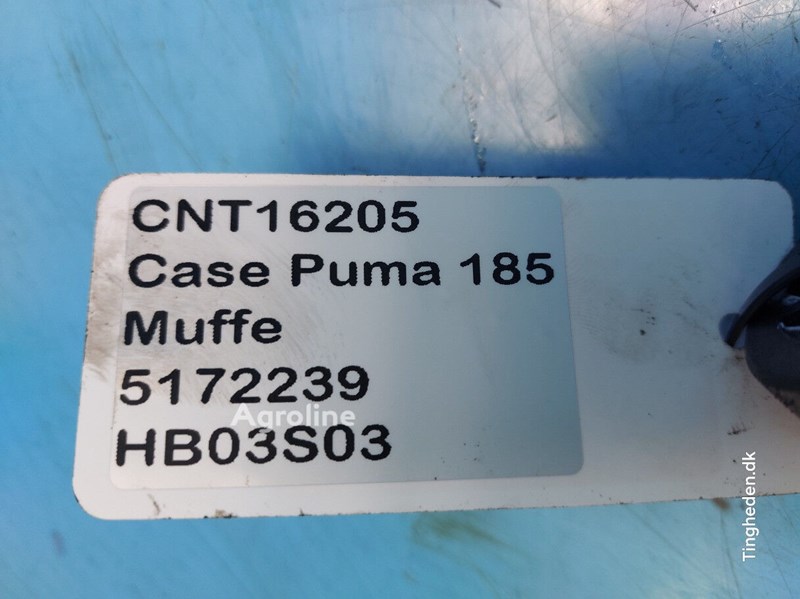 CNT16205
Case Puma 185
Muffe
5172239
Agroline
HB03S03
Tingheden.dk